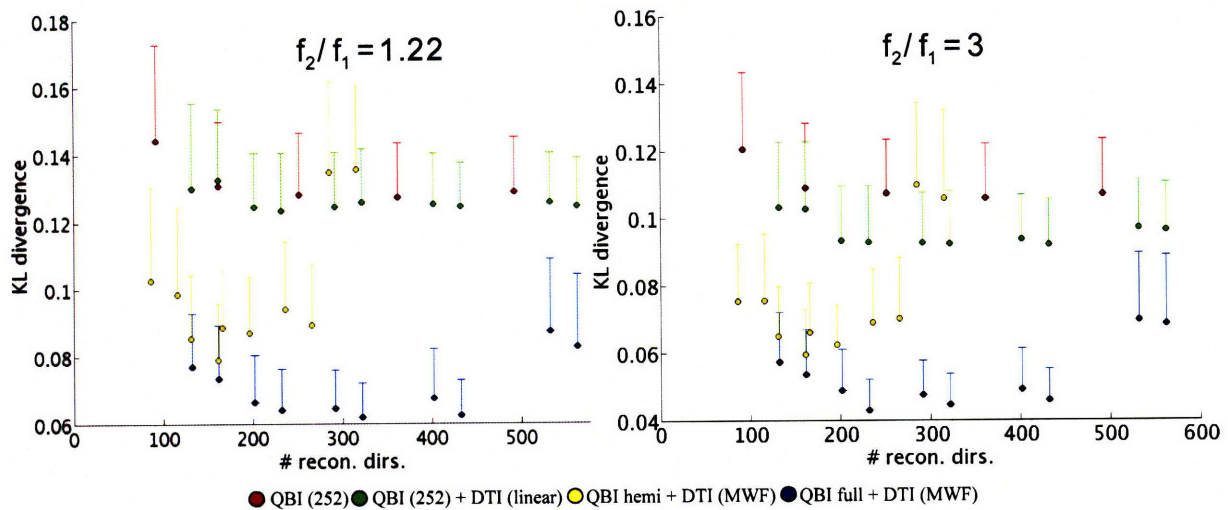 f₂/ f₁ = 1.22
KL divergence
0.18
0.16
0.14
0.12
0.1
0.08
0.06
100 200 300 400 500
# recon. dirs.
f₂/ f₁ = 3
KL divergence
0.16
0.14
0.12
0.1
0.08
0.06
0.04
0 100 200 300 400 500 600
# recon. dirs.
QBI (252) QBI (252) + DTI (linear) QBI hemi + DTI (MWF) QBI full + DTI (MWF)